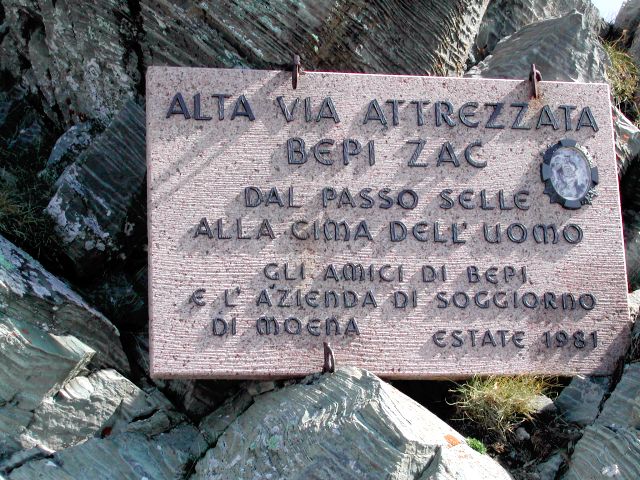 ALTA VIA ATTREZZATA
BEPI ZAC
DAL PASSO SELLE
ALLA CIMA DELL' UOMO
GLI AMICI DI BEPI
E L' AZIENDA DI SOGGIORNO
DI MOENA ESTATE 1981